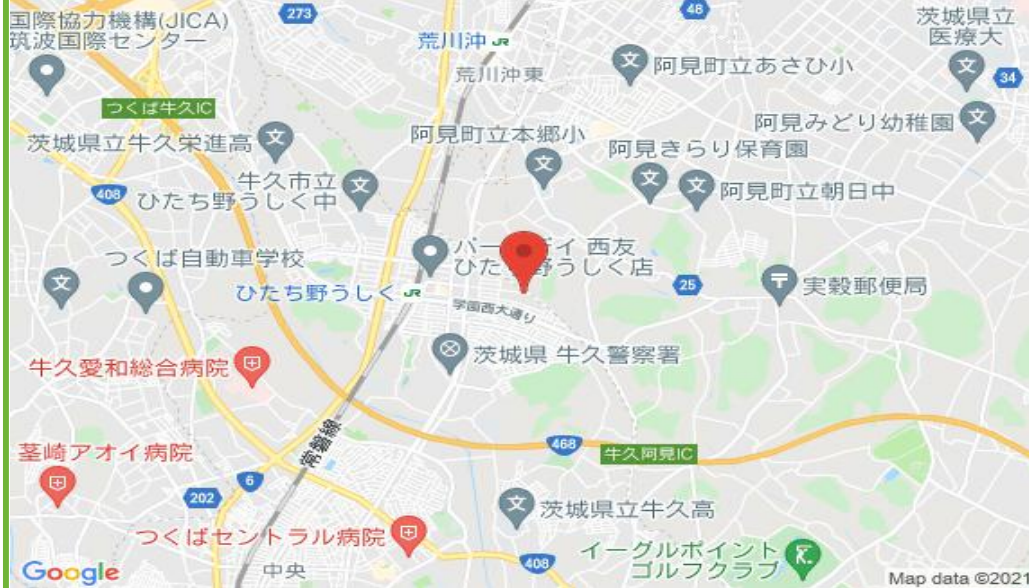 国際協力機構(JICA)
筑波国際センター
273
荒川沖 JR
48
茨城県立
医療大
荒川沖東
阿見町立あさひ小
34
つくば牛久IC
茨城県立牛久栄進高
阿見町立本郷小
阿見みどり幼稚園
阿見きらり保育園
408
牛久市立
ひたち野うしく中
阿見町立朝日中
つくば自動車学校
西友
うしく店
ひたち野うしく JR
学園西大通り
25
実穀郵便局
茨城県 牛久警察署
牛久愛和総合病院
常磐線
468
牛久阿見IC
茎崎アオイ病院
6
202
茨城県立牛久高
つくばセントラル病院
408
イーグルポイント
ゴルフクラブ
中央
Google
Map data ©2021